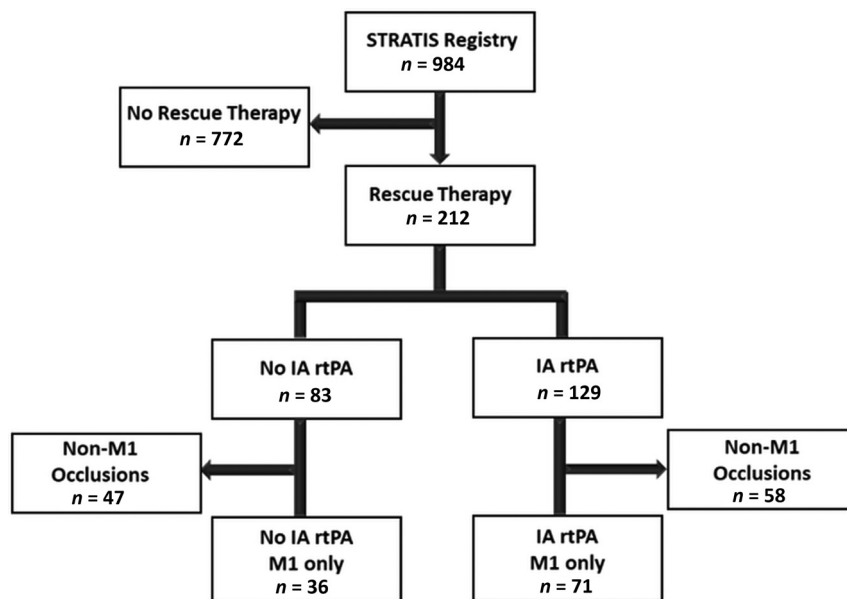 STRATIS Registry
n = 984
No Rescue Therapy
n = 772
Rescue Therapy
n = 212
No IA rtPA
n = 83
IA rtPA
n = 129
Non-M1
Occlusions
n = 47
Non-M1
Occlusions
n = 58
No IA rtPA
M1 only
n = 36
IA rtPA
M1 only
n = 71